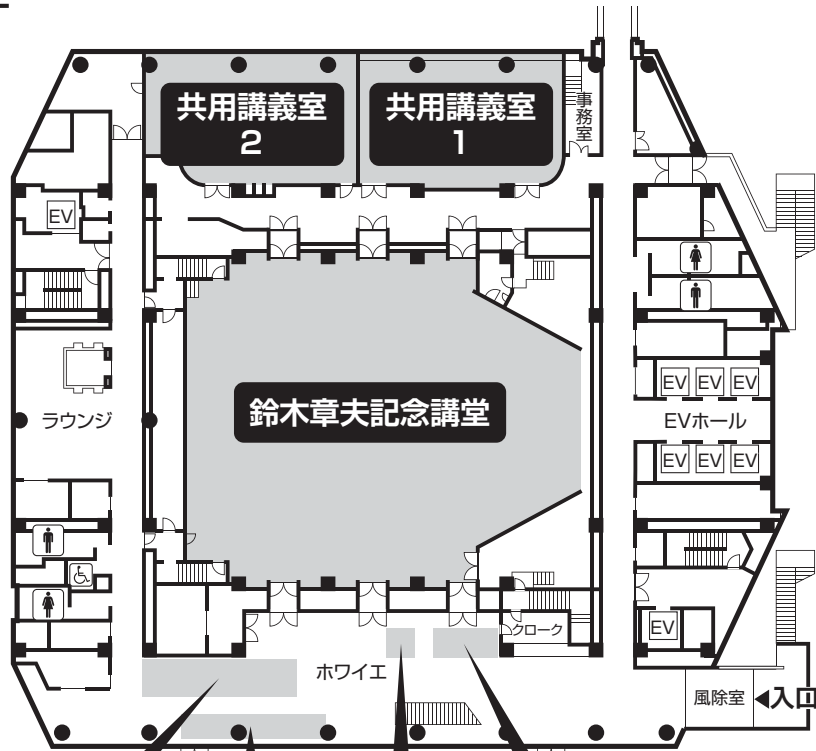 共用講義室
2
共用講義室
1
事務室
EV
ラウンジ
鈴木章夫記念講堂
EV EV EV
EVホール
EV EV EV
クローク
EV
ホワイエ
風除室
◀入口